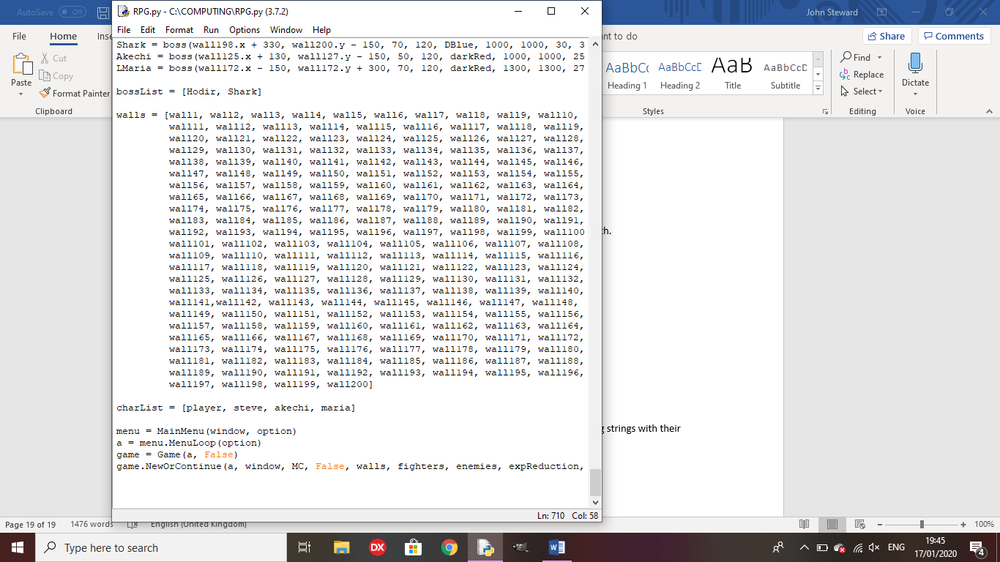 AutoSave Off
RPG.py - C:\COMPUTING\RPG.py (3.7.2)
John Steward
File Edit Format Run Options Window Help
File Home Inse
nt to do
Share Comments
Paste
Cut
Copy
Format Painter
Clipboard
AaBbCc AaBbCcD AaB AaBbCcD
Heading 1 Heading 2 Title Subtitle
Styles
Find
Replace
Select
Editing
Dictate
Voice
Shark = boss(wall198.x + 330, wall200.y - 150, 70, 120, DBlue, 1000, 1000, 30, 3
Akechi = boss(wall125.x + 130, wall127.y - 150, 50, 120, darkRed, 1000, 1000, 25
LMaria = boss(wall172.x - 150, wall172.y + 300, 70, 120, darkRed, 1300, 1300, 27
bossList = [Hodir, Shark]
walls = [wall1, wall2, wall3, wall4, wall5, wall6, wall7, wall8, wall9, wall10,
wall11, wall12, wall13, wall14, wall15, wall16, wall17, wall18, wall19,
wall20, wall21, wall22, wall23, wall24, wall25, wall26, wall27, wall28,
wall29, wall30, wall31, wall32, wall33, wall34, wall35, wall36, wall37,
wall38, wall39, wall40, wall41, wall42, wall43, wall44, wall45, wall46,
wall47, wall48, wall49, wall50, wall51, wall52, wall53, wall54, wall55,
wall56, wall57, wall58, wall59, wall60, wall61, wall62, wall63, wall64,
wall65, wall66, wall67, wall68, wall69, wall70, wall71, wall72, wall73,
wall74, wall75, wall76, wall77, wall78, wall79, wall80, wall81, wall82,
wall83, wall84, wall85, wall86, wall87, wall88, wall89, wall90, wall91,
wall92, wall93, wall94, wall95, wall96, wall97, wall98, wall99, wall100
wall101, wall102, wall103, wall104, wall105, wall106, wall107, wall108,
wall109, wall110, wall111, wall112, wall113, wall114, wall115, wall116,
wall117, wall118, wall119, wall120, wall121, wall122, wall123, wall124,
wall125, wall126, wall127, wall128, wall129, wall130, wall131, wall132,
wall133, wall134, wall135, wall136, wall137, wall138, wall139, wall140,
wall141,wall142, wall143, wall144, wall145, wall146, wall147, wall148,
wall149, wall150, wall151, wall152, wall153, wall154, wall155, wall156,
wall157, wall158, wall159, wall160, wall161, wall162, wall163, wall164,
wall165, wall166, wall167, wall168, wall169, wall170, wall171, wall172,
wall173, wall174, wall175, wall176, wall177, wall178, wall179, wall180,
wall181, wall182, wall183, wall184, wall185, wall186, wall187, wall188,
wall189, wall190, wall191, wall192, wall193, wall194, wall195, wall196,
wall197, wall198, wall199, wall200]
charList = [player, steve, akechi, maria]
menu = MainMenu(window, option)
a = menu.MenuLoop(option)
game = Game(a, False)
game.NewOrContinue(a, window, MC, False, walls, fighters, enemies, expReduction,
th.
g strings with their
Ln: 710 Col: 58
Page 19 of 19 1476 words English (United Kingdom)
100%
Type here to search
DX
ENG
19:45
17/01/2020
4